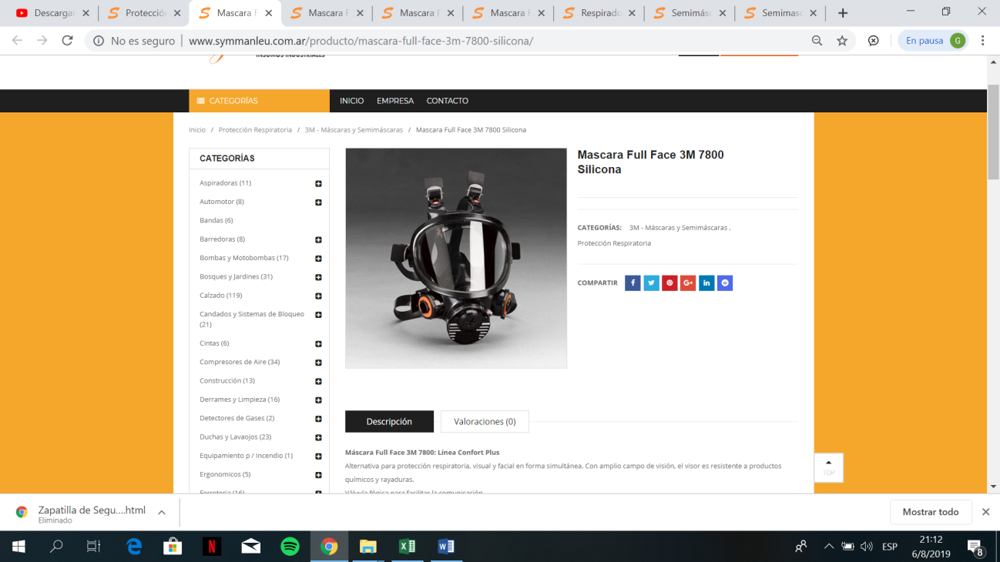 Descargar
Protección
Mascara F
Mascara F
Mascara F
Mascara F
Respirado
Semimásc
Semimasc
No es seguro | www.symmanleu.com.ar/producto/mascara-full-face-3m-7800-silicona/
En pausa G
INSUMOS INDUSTRIALES
CATEGORÍAS INICIO EMPRESA CONTACTO
Inicio / Protección Respiratoria / 3M - Máscaras y Semimáscaras / Mascara Full Face 3M 7800 Silicona
CATEGORÍAS
Aspiradoras (11)
Automotor (8)
Bandas (6)
Barredoras (8)
Bombas y Motobombas (17)
Bosques y Jardines (31)
Calzado (119)
Candados y Sistemas de Bloqueo
(21)
Cintas (6)
Compresores de Aire (34)
Construcción (13)
Derrames y Limpieza (16)
Detectores de Gases (2)
Duchas y Lavaojos (23)
Equipamiento p / Incendio (1)
Ergonomicos (5)
Ferreteria (16)
Mascara Full Face 3M 7800
Silicona
CATEGORÍAS: 3M - Máscaras y Semimáscaras ,
Protección Respiratoria
COMPARTIR
Descripción Valoraciones (0)
Máscara Full Face 3M 7800: Línea Confort Plus
Alternativa para protección respiratoria, visual y facial en forma simultánea. Con amplio campo de visión, el visor es resistente a productos
químicos y rayaduras.
Válvula fónica para facilitar la comunicación
TOP
Zapatilla de Segu....html
Eliminado
Mostrar todo
ESP
21:12
6/8/2019
8